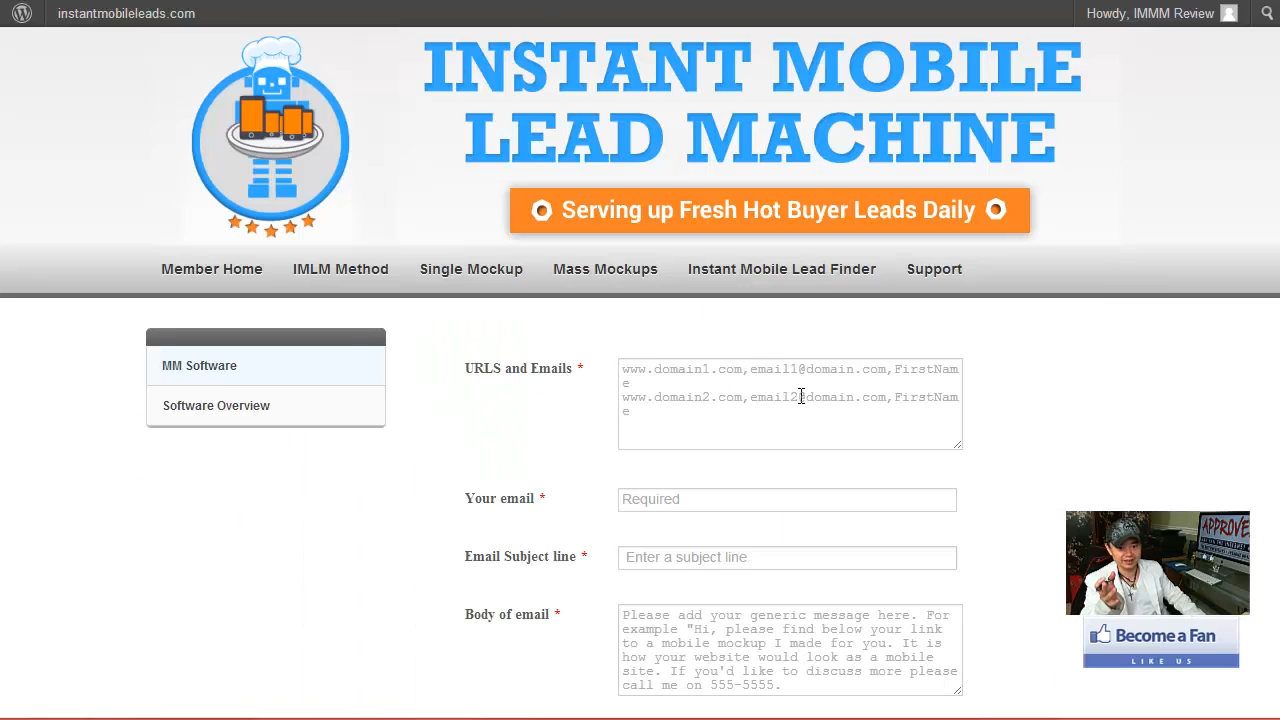 instantmobileleads.com
Howdy, IMMM Review
INSTANT MOBILE
LEAD MACHINE
Serving up Fresh Hot Buyer Leads Daily
Member Home IMLM Method Single Mockup Mass Mockups Instant Mobile Lead Finder Support
MM Software
Software Overview
URLS and Emails *
www.domain1.com,email1@domain.com,FirstNam
e
www.domain2.com,email2@domain.com,FirstNam
e
Your email *
Required
Email Subject line *
Enter a subject line
Body of email *
Please add your generic message here. For
example "Hi, please find below your link
to a mobile mockup I made for you. It is
how your website would look as a mobile
site. If you'd like to discuss more please
call me on 555-5555.
APPROVE
Become a Fan
LIKE US